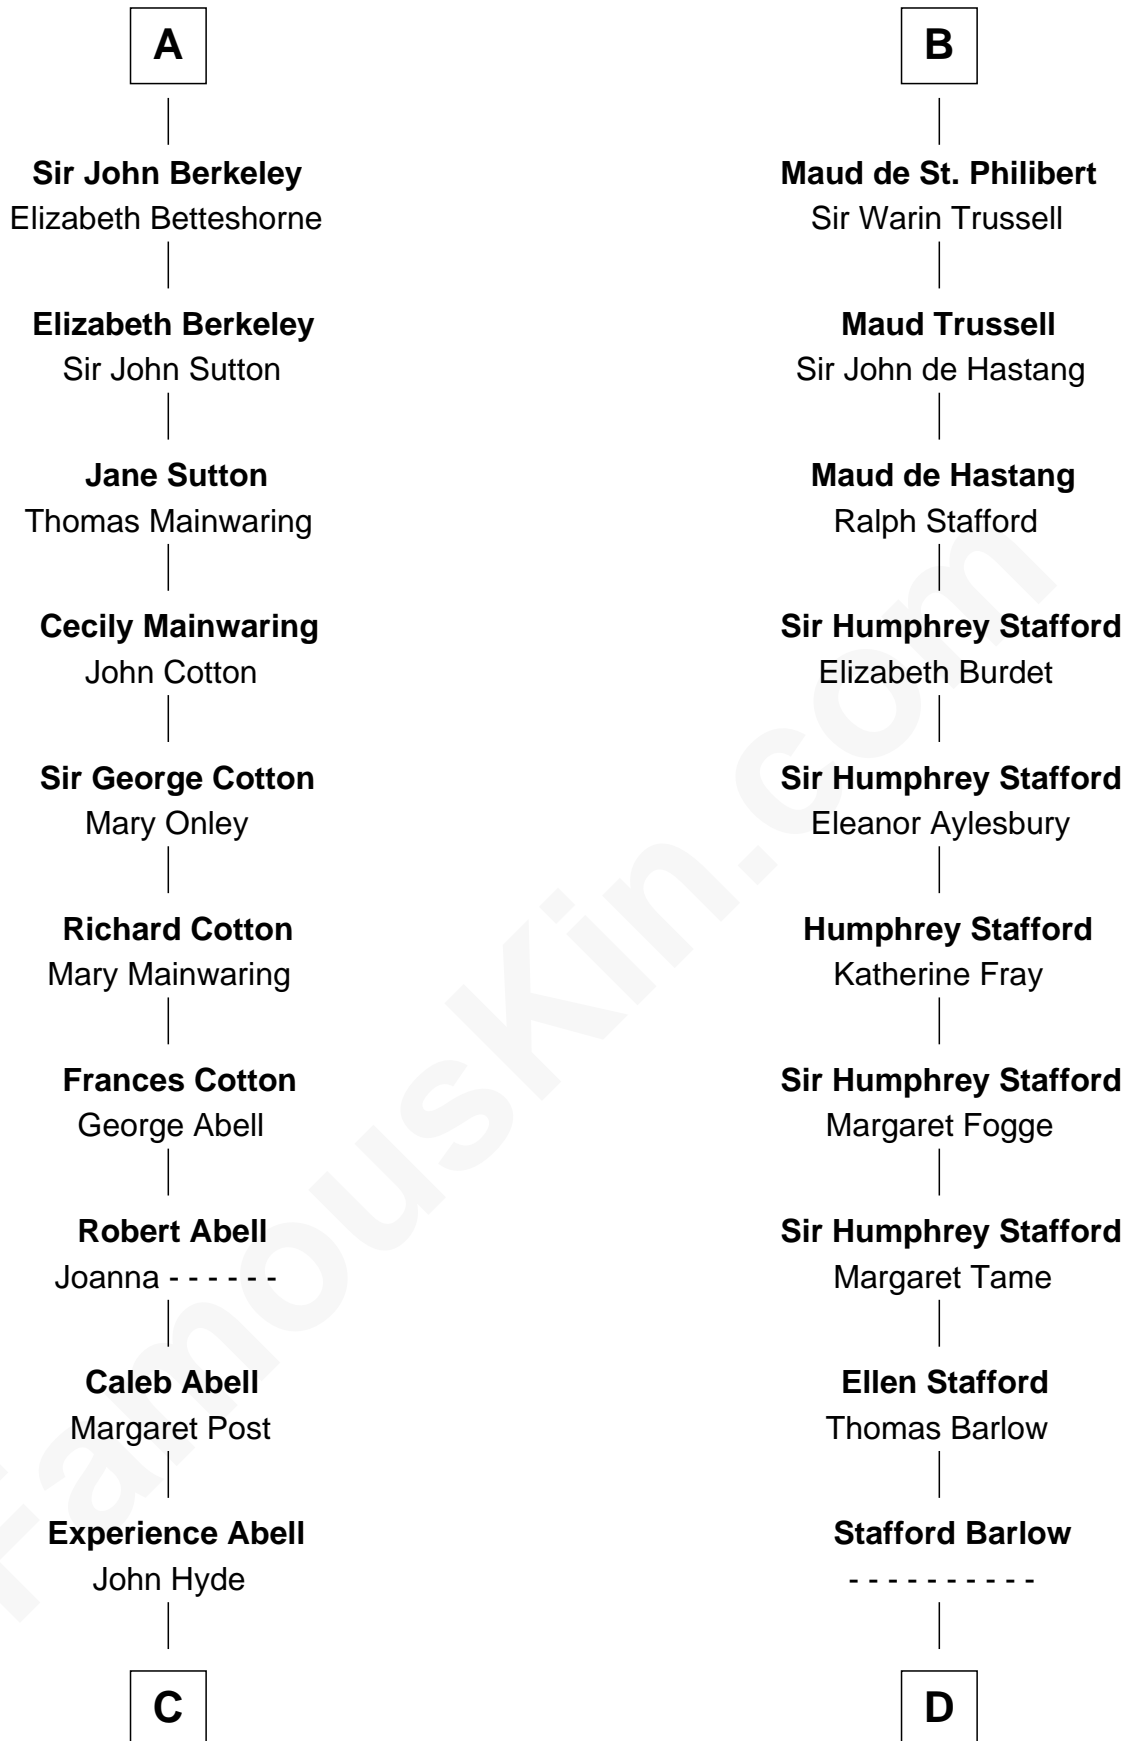 A
Sir John Berkeley
Elizabeth Betteshorne
Elizabeth Berkeley
Sir John Sutton
Jane Sutton
Thomas Mainwaring
Cecily Mainwaring
John Cotton
Sir George Cotton
Mary Onley
Richard Cotton
Mary Mainwaring
Frances Cotton
George Abell
Robert Abell
Joanna - - - - - -
Caleb Abell
Margaret Post
Experience Abell
John Hyde
C
B
Maud de St. Philibert
Sir Warin Trussell
Maud Trussell
Sir John de Hastang
Maud de Hastang
Ralph Stafford
Sir Humphrey Stafford
Elizabeth Burdet
Sir Humphrey Stafford
Eleanor Aylesbury
Humphrey Stafford
Katherine Fray
Sir Humphrey Stafford
Margaret Fogge
Sir Humphrey Stafford
Margaret Tame
Ellen Stafford
Thomas Barlow
Stafford Barlow
- - - - - - - - - -
D
FamousKin.com